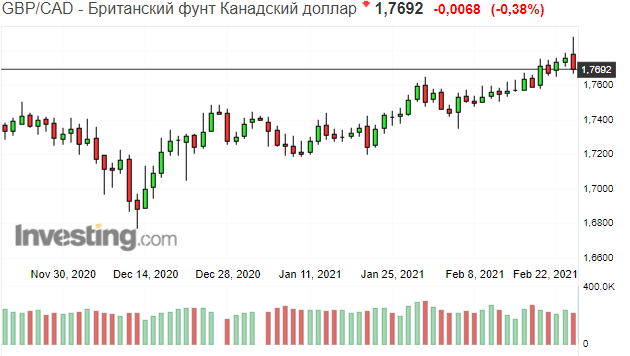 GBP/CAD - Британский фунт Канадский доллар 1,7692 -0,0068 (-0,38%)
1,7692
1,7600
1,7400
1,7200
1,7000
1,6800
1,6600
Investing.com
Nov 30, 2020 Dec 14, 2020 Dec 28, 2020 Jan 11, 2021 Jan 25, 2021 Feb 8, 2021 Feb 22, 2021
400.0K
0